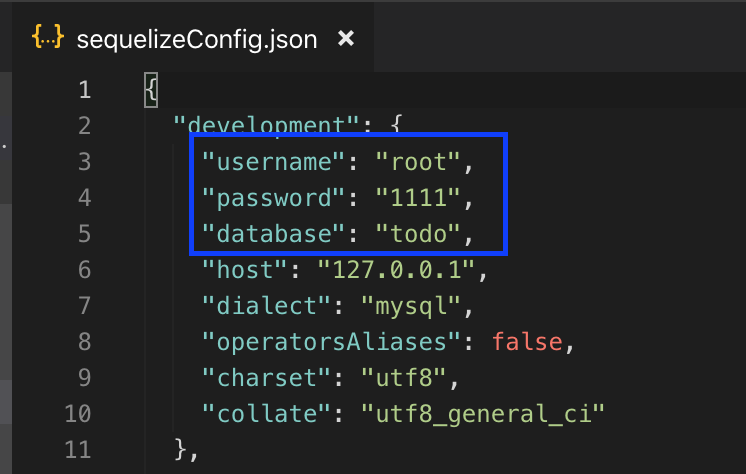 {...} sequelizeConfig.json ×
1 {
2 "development": {
3 "username": "root",
4 "password": "1111",
5 "database": "todo",
6 "host": "127.0.0.1",
7 "dialect": "mysql",
8 "operatorsAliases": false,
9 "charset": "utf8",
10 "collate": "utf8_general_ci"
11 },